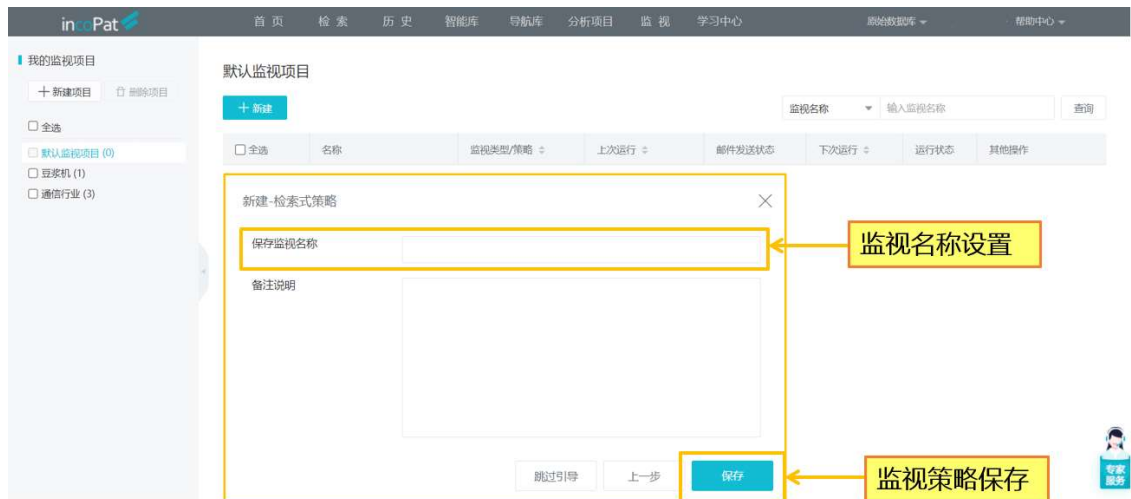 incoPat 首页 检索 历史 智能库 导航库 分析项目 监视 学习中心 原始数据库 帮助中心
我的监视项目
+ 新建项目 删除项目
全选
默认监视项目 (0)
豆浆机 (1)
通信行业 (3)
默认监视项目
+ 新建 监视名称 输入监视名称 查询
全选 名称 监视类型/策略 上次运行 邮件发送状态 下次运行 运行状态 其他操作
新建-检索式策略
保存监视名称
监视名称设置
备注说明
跳过引导 上一步 保存
监视策略保存
专家
服务